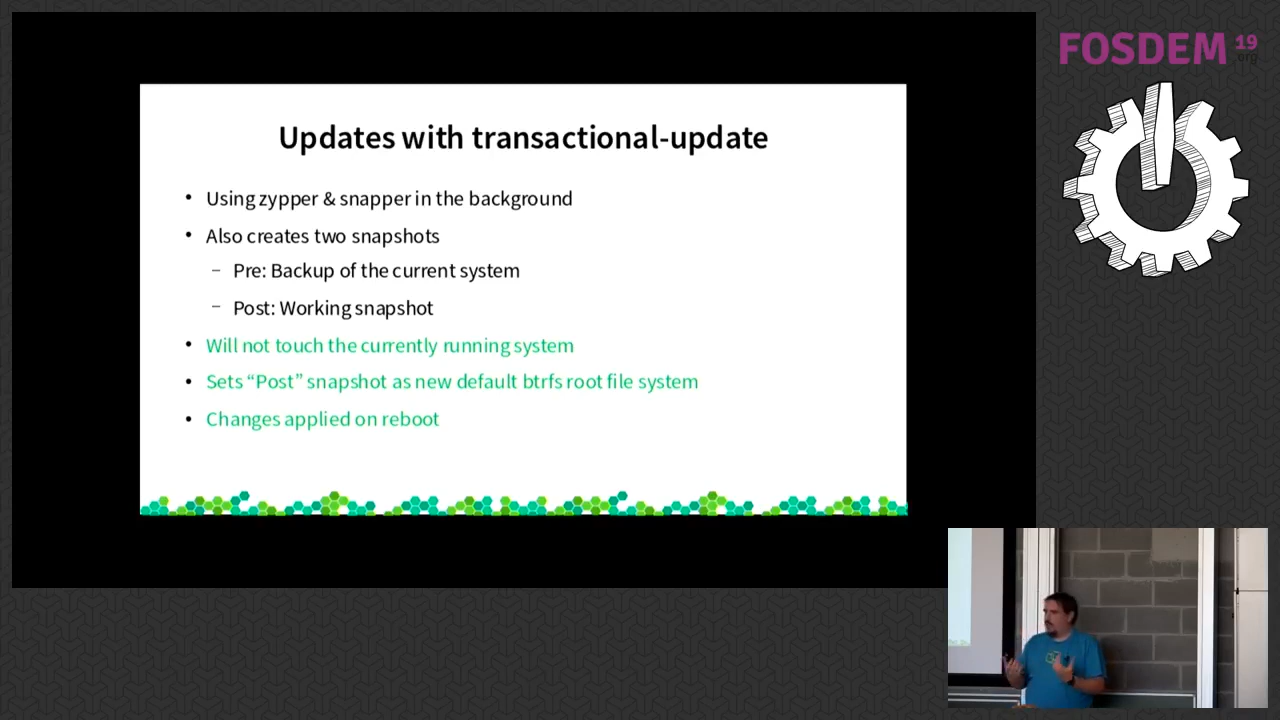 FOSDEM 19
.org
Updates with transactional-update
• Using zypper & snapper in the background
• Also creates two snapshots
– Pre: Backup of the current system
– Post: Working snapshot
• Will not touch the currently running system
• Sets “Post” snapshot as new default btrfs root file system
• Changes applied on reboot